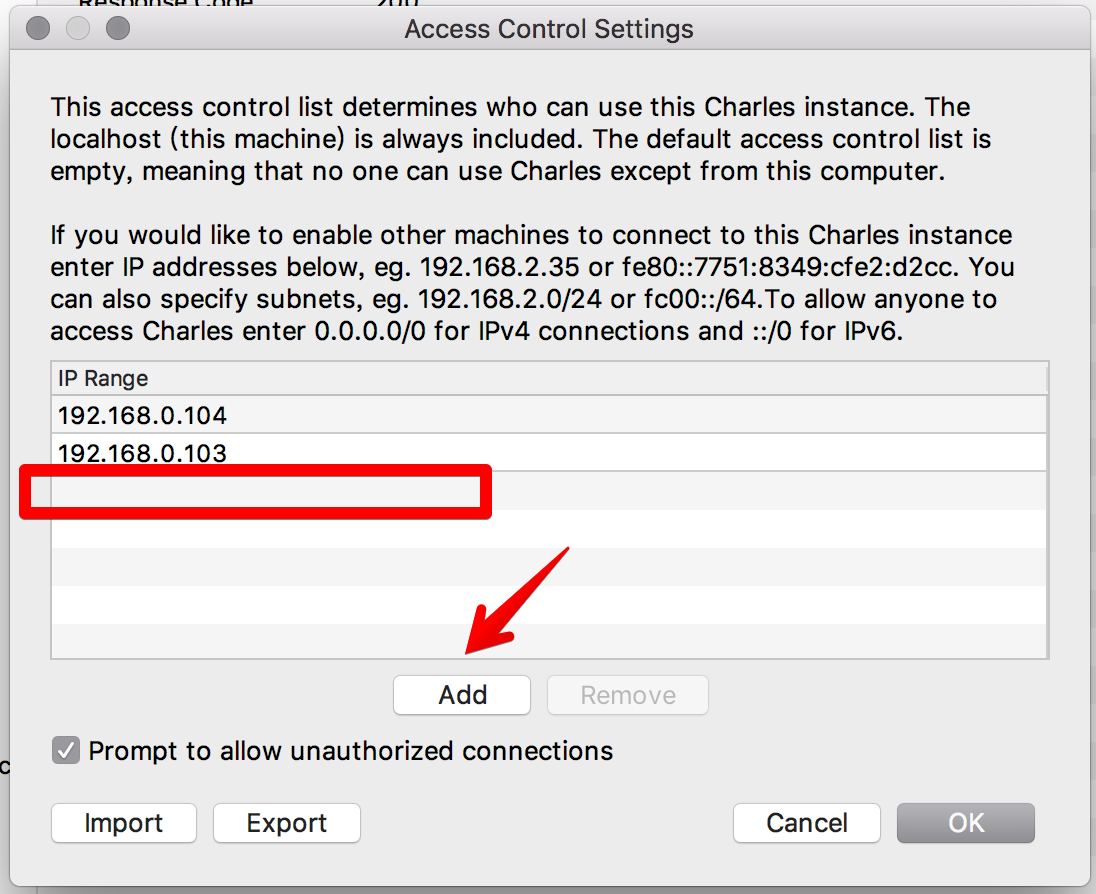 Response Code 200
Access Control Settings
This access control list determines who can use this Charles instance. The
localhost (this machine) is always included. The default access control list is
empty, meaning that no one can use Charles except from this computer.
If you would like to enable other machines to connect to this Charles instance
enter IP addresses below, eg. 192.168.2.35 or fe80::7751:8349:cfe2:d2cc. You
can also specify subnets, eg. 192.168.2.0/24 or fc00::/64.To allow anyone to
access Charles enter 0.0.0.0/0 for IPv4 connections and ::/0 for IPv6.
IP Range
192.168.0.104
192.168.0.103
Add Remove
Prompt to allow unauthorized connections
Import Export Cancel OK